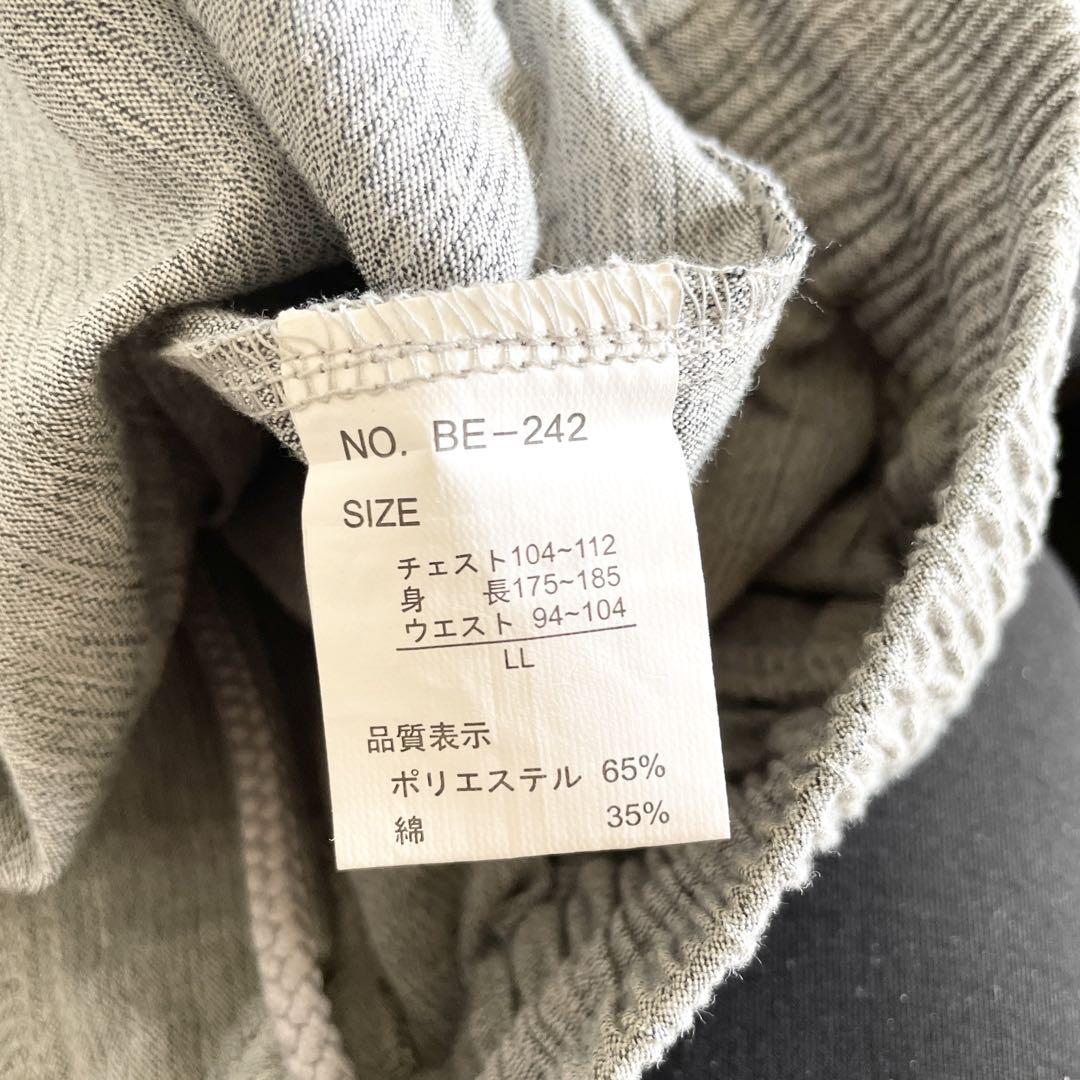 NO. BE-242
SIZE
チェスト104~112
身 長175~185
ウエスト 94~104
LL
品質表示
ポリエステル 65%
綿 35%